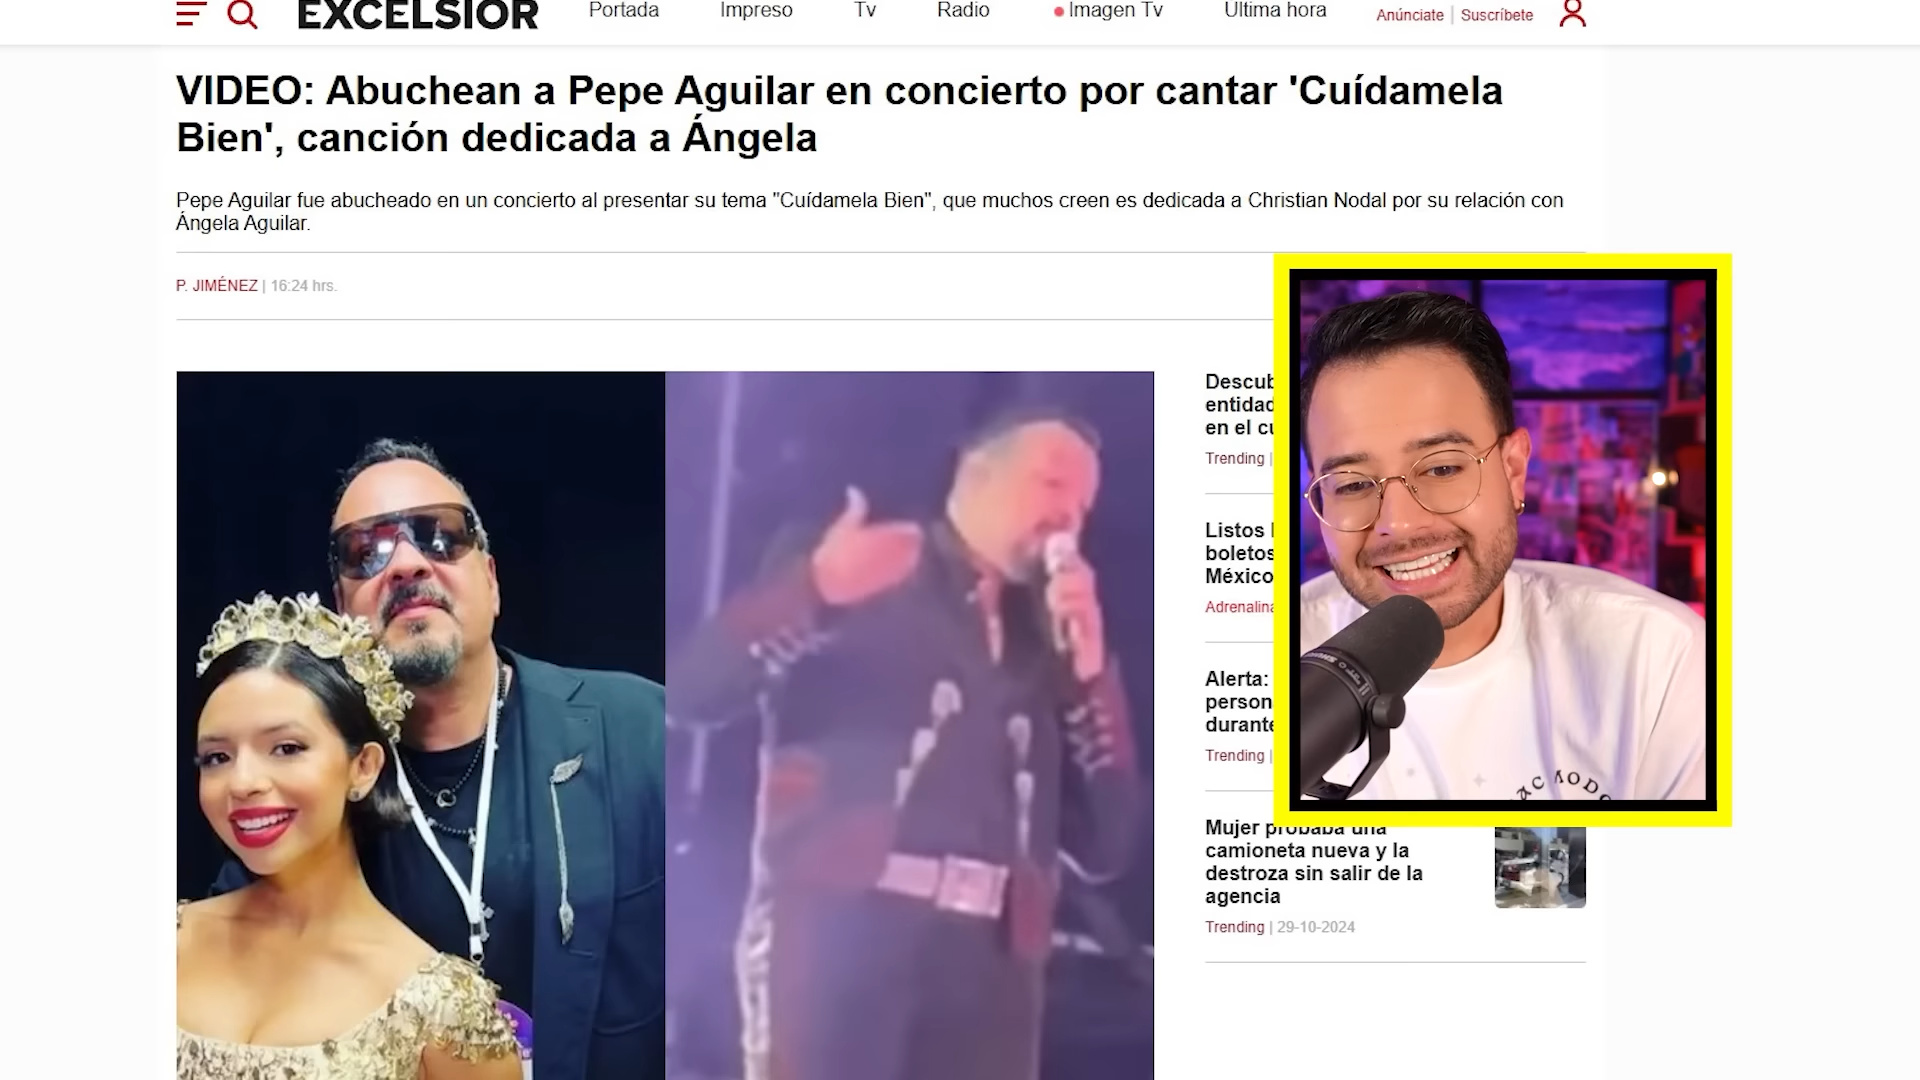 EXCELSIOR
Portada
Impreso
Tv
Radio
Imagen Tv
Última hora
Anúnciate | Suscríbete
VIDEO: Abuchean a Pepe Aguilar en concierto por cantar 'Cuídamela
Bien', canción dedicada a Ángela
Pepe Aguilar fue abucheado en un concierto al presentar su tema "Cuídamela Bien", que muchos creen es dedicada a Christian Nodal por su relación con
Ángela Aguilar.
P. JIMÉNEZ | 16:24 hrs.
entidad
en el
Trending |
Listos
boletos
México
Adrenalina
Alerta:
durante
Trending |
Mujer probaba una
camioneta nueva y la
destroza sin salir de la
agencia
Trending | 29-10-2024